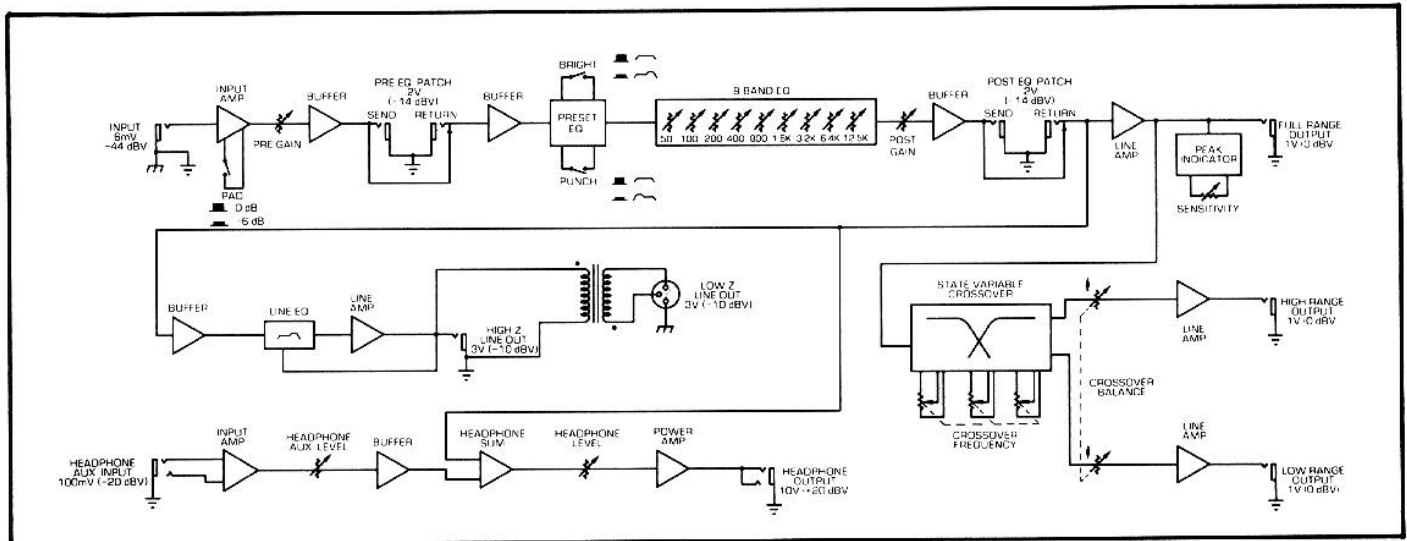 INPUT
6mV
-44 dBV
INPUT
AMP
PAD
0 dB
-6 dB
PRE GAIN
BUFFER
PRE EQ PATCH
.2V
(-14 dBV)
SEND
RETURN
BUFFER
BRIGHT
PRESET
EQ
PUNCH
9 BAND EQ
50 100 200 400 800 1.6K 3.2K 6.4K 12.5K
POST
GAIN
BUFFER
POST EQ PATCH
.2V
(-14 dBV)
SEND
RETURN
LINE
AMP
PEAK
INDICATOR
SENSITIVITY
FULL RANGE
OUTPUT
1V (0 dBV
BUFFER
LINE EQ
LINE
AMP
HIGH Z
LINE OUT
.3V (-10 dBV)
LOW Z
LINE OUT
.3V (-10 dBV)
STATE VARIABLE
CROSSOVER
CROSSOVER
FREQUENCY
CROSSOVER
BALANCE
LINE
AMP
HIGH RANGE
OUTPUT
1V (0 dBV
LINE
AMP
LOW RANGE
OUTPUT
1V (0 dBV)
HEADPHONE
AUX INPUT
100mV (-20 dBV)
INPUT
AMP
HEADPHONE
AUX LEVEL
BUFFER
HEADPHONE
SUM
HEADPHONE
LEVEL
POWER
AMP
HEADPHONE
OUTPUT
10V (+20 dBV